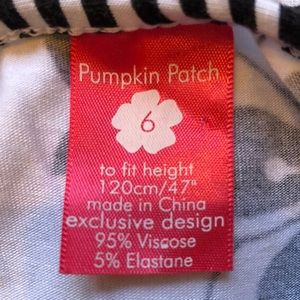 Pumpkin Patch
6
to fit height
120cm/47"
made in China
exclusive design
95% Viscose
5% Elastane